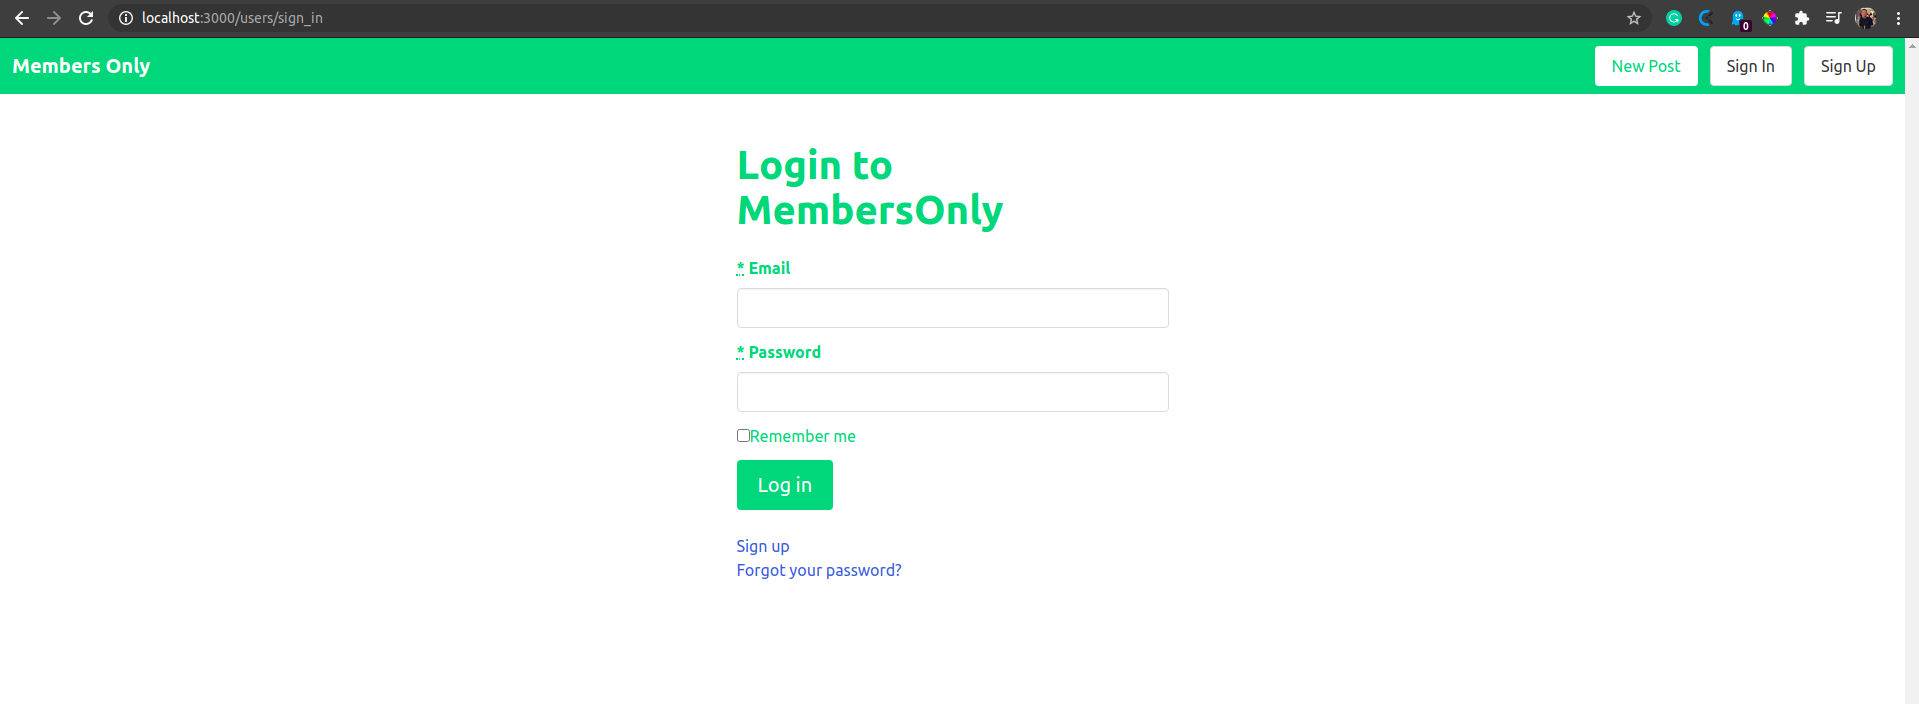 localhost:3000/users/sign_in
0
Members Only
New Post
Sign In
Sign Up
Login to
MembersOnly
* Email
* Password
Remember me
Log in
Sign up
Forgot your password?